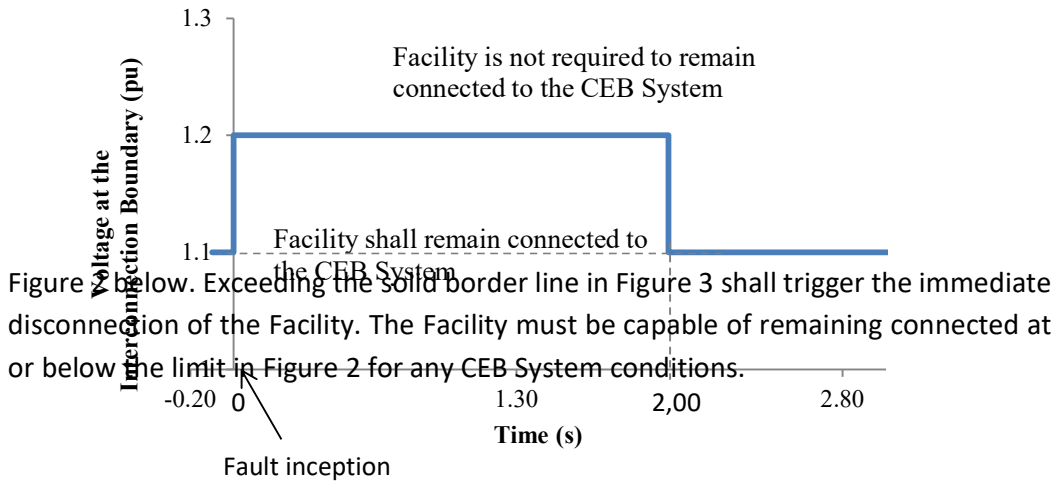 1.3
Facility is not required to remain
connected to the CEB System
1.2
Voltage at the
Interconnection Boundary (pu)
Facility shall remain connected to
the CEB System
1.1
Figure 2 below. Exceeding the solid border line in Figure 3 shall trigger the immediate
disconnection of the Facility. The Facility must be capable of remaining connected at
or below the limit in Figure 2 for any CEB System conditions.
-0.20 0 1.30 2,00 2.80
Time (s)
Fault inception